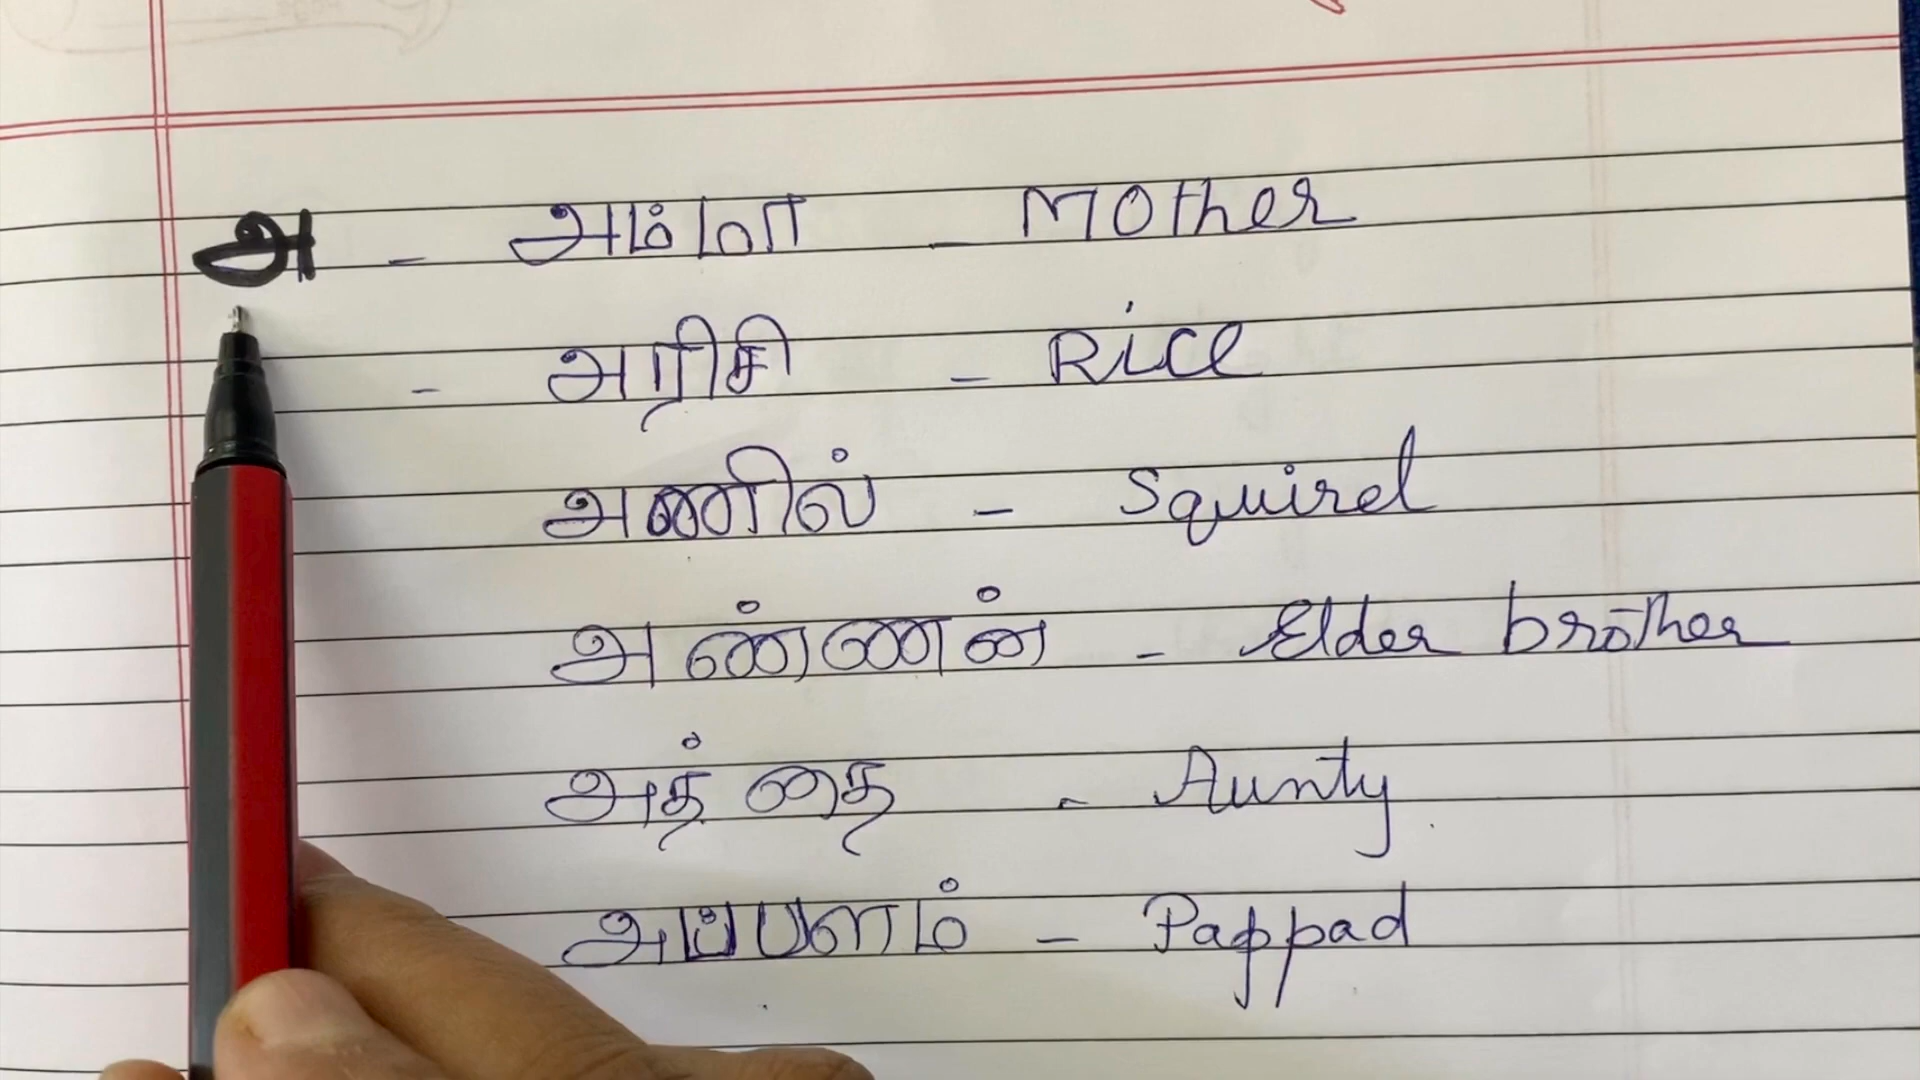 அ - அம்மா - Mother
- அரிசி - Rice
அணில் - Squirel
அண்ணன் - Elder brother
அத்தை - Aunty
அப்பளம் - Pappad